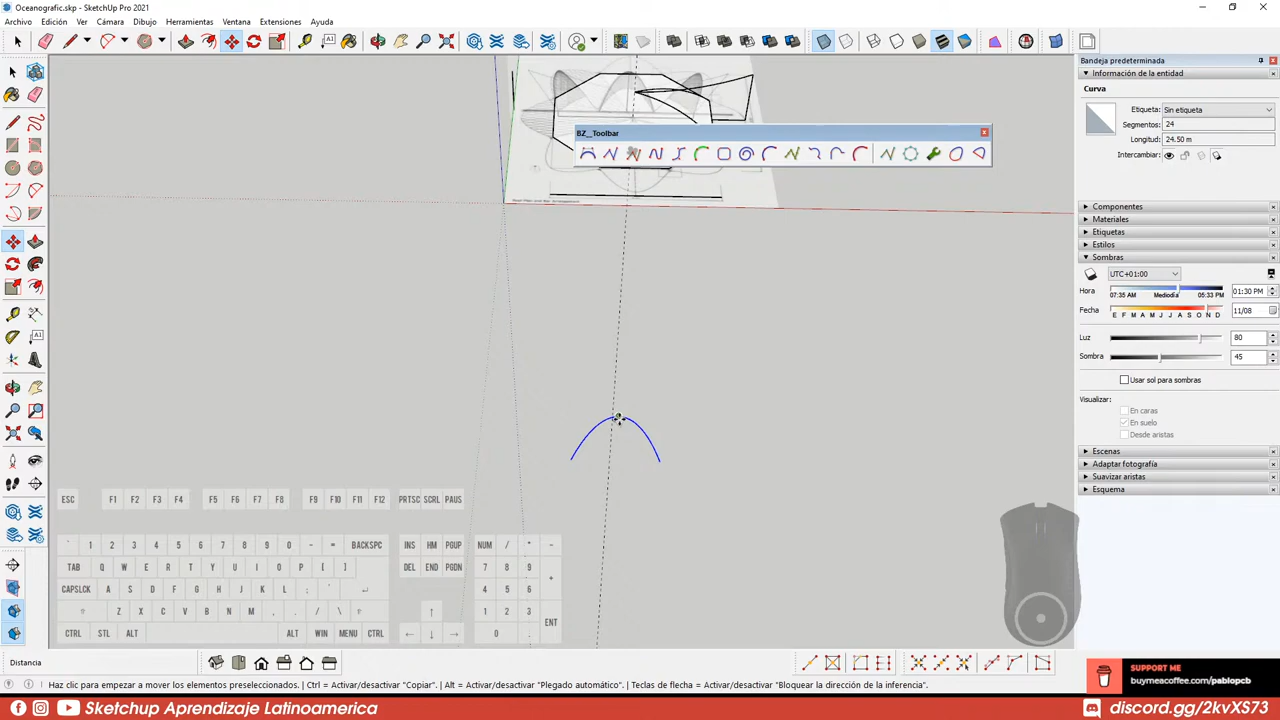 Oceanografic.skp - SketchUp Pro 2021
Archivo Edición Ver Cámara Dibujo Herramientas Ventana Extensiones Ayuda
Bandeja predeterminada
Información de la entidad
Curva
Etiqueta: Sin etiqueta
Segmentos: 24
Longitud: 24.50 m
Intercambiar:
BZ__Toolbar
Componentes
Materiales
Etiquetas
Estilos
Sombras
UTC+01:00
Hora 07:35 AM Mediodía 05:33 PM 01:30 PM
Fecha E F M A M J J A S O N D 11/08
Luz 80
Sombra 45
Usar sol para sombras
Visualizar:
En caras
En suelo
Desde aristas
Escenas
Adaptar fotografía
Suavizar aristas
Esquema
ESC F1 F2 F3 F4 F5 F6 F7 F8 F9 F10 F11 F12 PRTSC SCRL PAUS
` 1 2 3 4 5 6 7 8 9 0 - = BACKSPC INS HM PGUP NUM / * -
TAB Q W E R T Y U I O P [ ] DEL END PGDN 7 8 9 +
CAPSLCK A S D F G H J K L ; ' 4 5 6
Z X C V B N M , . / 1 2 3 ENT
CTRL STL ALT ALT WIN MENU CTRL 0 .
Distancia
Haz clic para empezar a mover los elementos preseleccionados. | Ctrl = Activar/desactivar "Copiar". | Alt = Activar/desactivar "Plegado automático". | Teclas de flecha = Activar/desactivar "Bloquear la dirección de la inferencia".
SUPPORT ME
buymeacoffee.com/pablopcb
Sketchup Aprendizaje Latinoamerica
discord.gg/2kvXS73